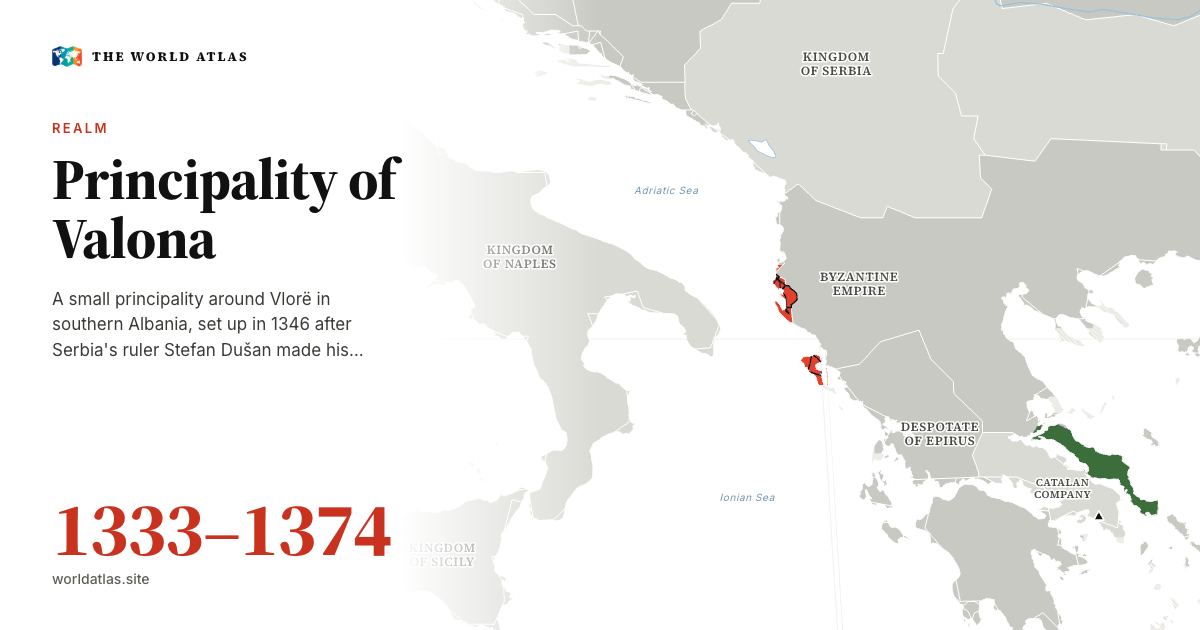 THE WORLD ATLAS
REALM
Principality of
Valona
A small principality around Vlorë in
southern Albania, set up in 1346 after
Serbia's ruler Stefan Dušan made his...
1333–1374
worldatlas.site
KINGDOM
OF SERBIA
Adriatic Sea
KINGDOM
OF NAPLES
BYZANTINE
EMPIRE
DESPOTATE
OF EPIRUS
CATALAN
COMPANY
Ionian Sea
KINGDOM
OF SICILY